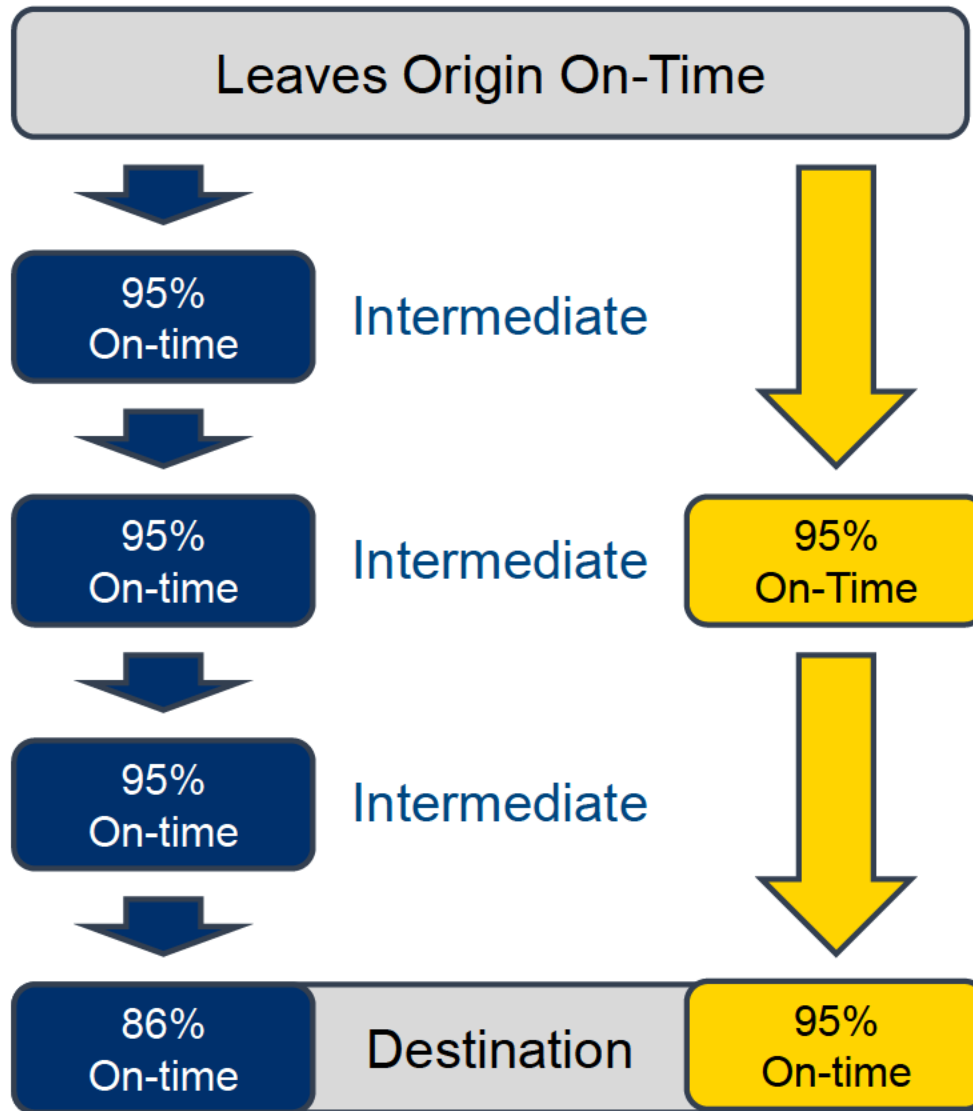 Leaves Origin On-Time
95%
On-time
Intermediate
95%
On-time
Intermediate
95%
On-Time
95%
On-time
Intermediate
86%
On-time
Destination
95%
On-time